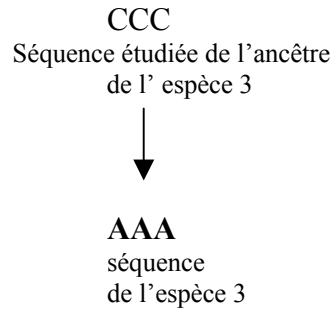 CCC
Séquence étudiée de l'ancêtre
de l' espèce 3
AAA
séquence
de l'espèce 3